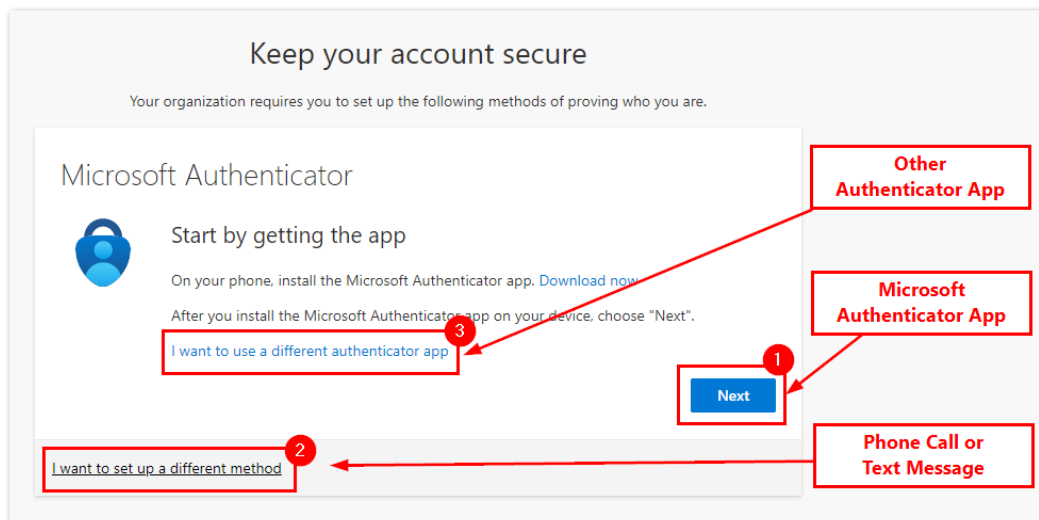 Keep your account secure
Your organization requires you to set up the following methods of proving who you are.
Microsoft Authenticator
Other
Authenticator App
Start by getting the app
On your phone, install the Microsoft Authenticator app. Download now
Microsoft
Authenticator App
After you install the Microsoft Authenticator app on your device, choose "Next".
3
I want to use a different authenticator app
1
Next
Phone Call or
Text Message
2
I want to set up a different method